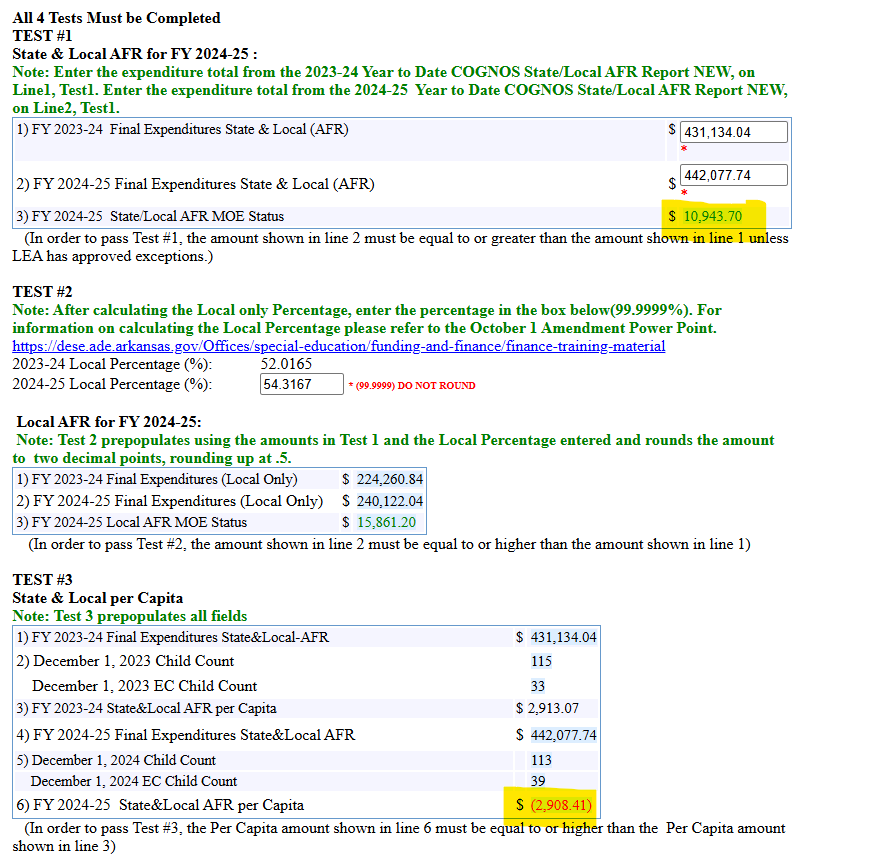 All 4 Tests Must be Completed
TEST #1
State & Local AFR for FY 2024-25 :
Note: Enter the expenditure total from the 2023-24 Year to Date COGNOS State/Local AFR Report NEW, on
Line1, Test1. Enter the expenditure total from the 2024-25 Year to Date COGNOS State/Local AFR Report NEW,
on Line2, Test1.
1) FY 2023-24 Final Expenditures State & Local (AFR) $ 431,134.04
*
2) FY 2024-25 Final Expenditures State & Local (AFR) $ 442,077.74
*
3) FY 2024-25 State/Local AFR MOE Status $ 10,943.70
(In order to pass Test #1, the amount shown in line 2 must be equal to or greater than the amount shown in line 1 unless
LEA has approved exceptions.)
TEST #2
Note: After calculating the Local only Percentage, enter the percentage in the box below(99.9999%). For
information on calculating the Local Percentage please refer to the October 1 Amendment Power Point.
https://dese.ade.arkansas.gov/Offices/special-education/funding-and-finance/finance-training-material
2023-24 Local Percentage (%): 52.0165
2024-25 Local Percentage (%): 54.3167 * (99.9999) DO NOT ROUND
Local AFR for FY 2024-25:
Note: Test 2 prepopulates using the amounts in Test 1 and the Local Percentage entered and rounds the amount
to two decimal points, rounding up at .5.
1) FY 2023-24 Final Expenditures (Local Only) $ 224,260.84
2) FY 2024-25 Final Expenditures (Local Only) $ 240,122.04
3) FY 2024-25 Local AFR MOE Status $ 15,861.20
(In order to pass Test #2, the amount shown in line 2 must be equal to or higher than the amount shown in line 1)
TEST #3
State & Local per Capita
Note: Test 3 prepopulates all fields
1) FY 2023-24 Final Expenditures State&Local-AFR $ 431,134.04
2) December 1, 2023 Child Count 115
December 1, 2023 EC Child Count 33
3) FY 2023-24 State&Local AFR per Capita $ 2,913.07
4) FY 2024-25 Final Expenditures State&Local AFR $ 442,077.74
5) December 1, 2024 Child Count 113
December 1, 2024 EC Child Count 39
6) FY 2024-25 State&Local AFR per Capita $ (2,908.41)
(In order to pass Test #3, the Per Capita amount shown in line 6 must be equal to or higher than the Per Capita amount
shown in line 3)